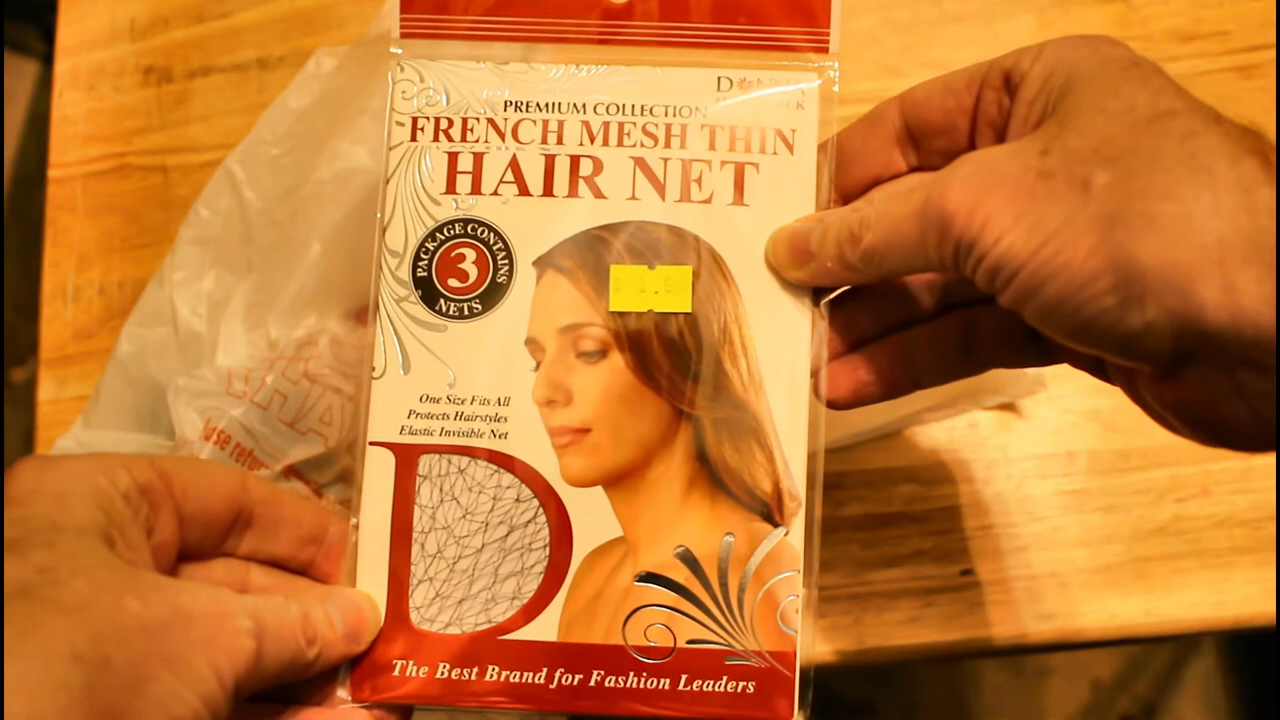 PREMIUM COLLECTION
FRENCH MESH THIN
HAIR NET
PACKAGE CONTAINS
3
NETS
One Size Fits All
Protects Hairstyles
Elastic Invisible Net
D
The Best Brand for Fashion Leaders